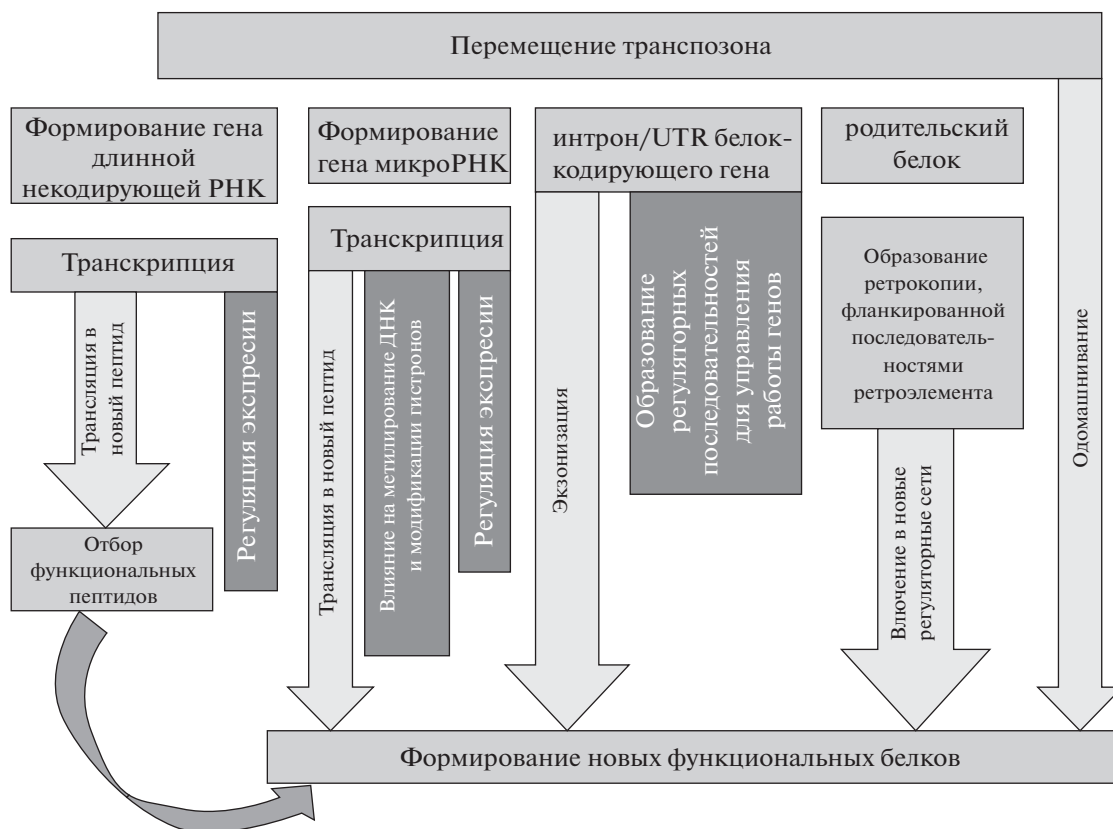 Перемещение транспозона
Формирование гена
длинной
некодирующей РНК
Формирование
гена микроРНК
интрон/UTR белок-
кодирующего гена
родительский
белок
Транскрипция
Транскрипция
Образование
ретрокопии,
фланкированной
последователь-
ностями
ретроэлемента
Трансляция в
новый пептид
Регуляция экспресии
Трансляция в новый пептид
Влияние на метилирование ДНК
и модификации гистронов
Регуляция экспресии
Экзонизация
Образование
регуляторных
последовательностей
для управления
работы генов
Влючение в новые
регуляторные сети
Одомашнивание
Отбор
функциональных
пептидов
Формирование новых функциональных белков